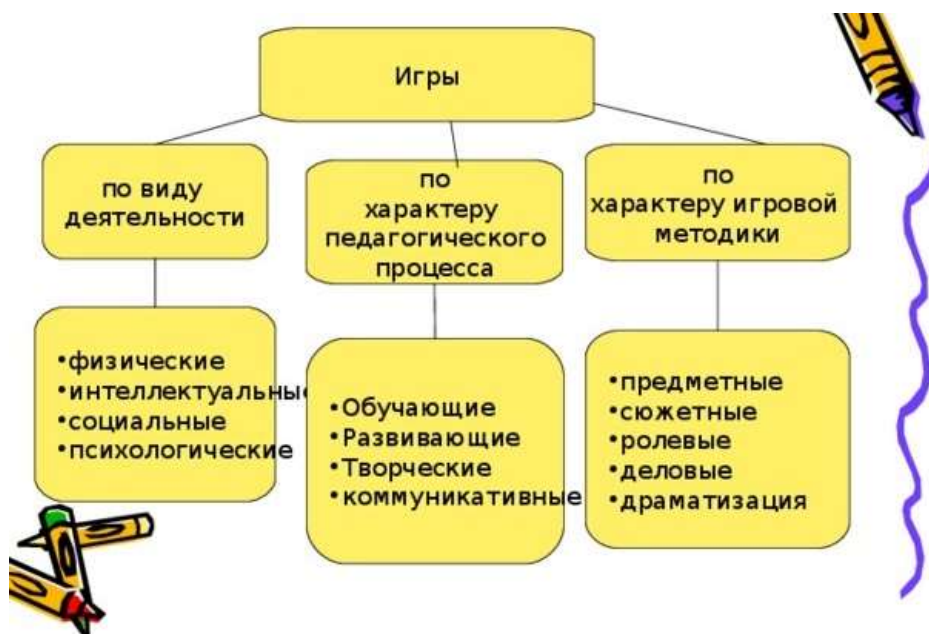 Игры
по виду
деятельности
•физические
•интеллектуальные
•социальные
•психологические
по
характеру
педагогического
процесса
•Обучающие
•Развивающие
•Творческие
•коммуникативные
по
характеру игровой
методики
•предметные
•сюжетные
•ролевые
•деловые
•драматизация